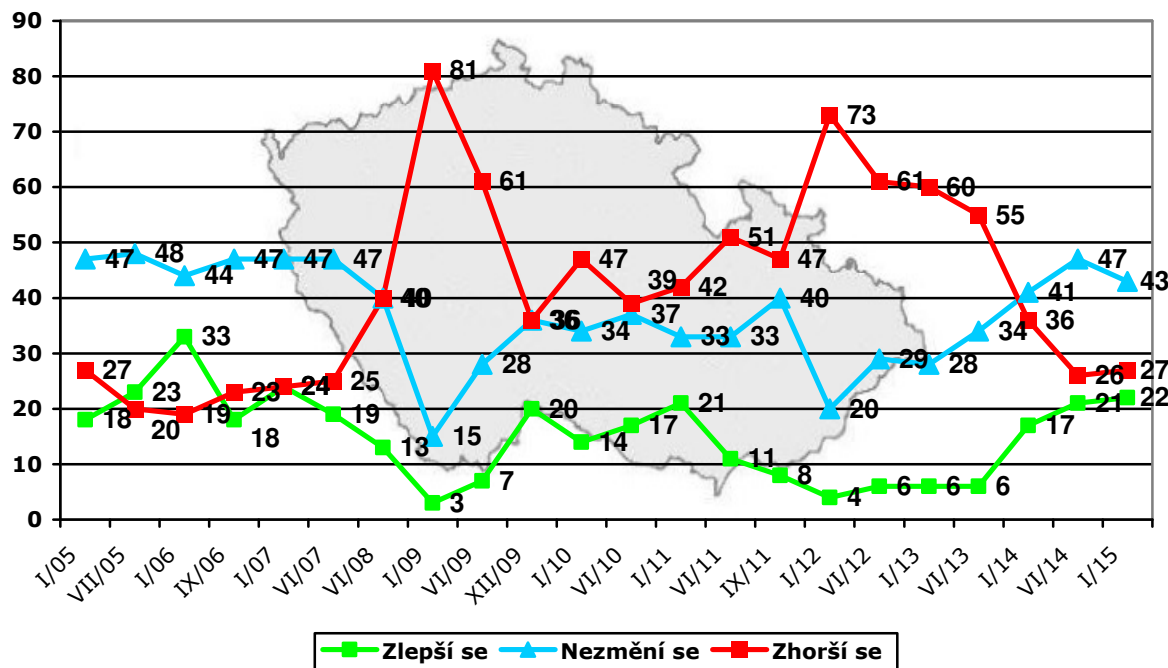 90
80
70
60
50
40
30
20
10
0
27 20 19 23 24 25 40 81 61 36 47 39 42 51 47 73 61 60 55 36 26 27
47 48 44 47 47 47 40 15 28 36 34 37 33 33 40 20 29 28 34 41 47 43
18 23 33 18 24 19 13 3 7 20 14 17 21 11 8 4 6 6 6 17 21 22
I/05 VII/05 I/06 IX/06 I/07 VI/07 VI/08 I/09 VI/09 XII/09 I/10 VI/10 I/11 VI/11 IX/11 I/12 VI/12 I/13 VI/13 I/14 VI/14 I/15
Zlepší se Nezmění se Zhorší se